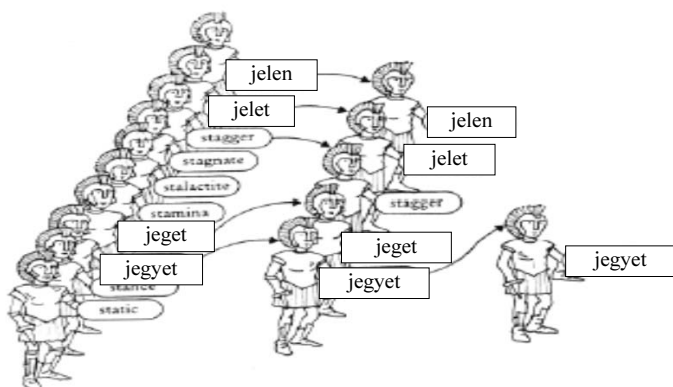 jelen
jelen
jelet
jelet
stagger
stagnate
stalactite
stagger
stamina
jeget
jeget
jegyet
jegyet
jegyet
stance
static